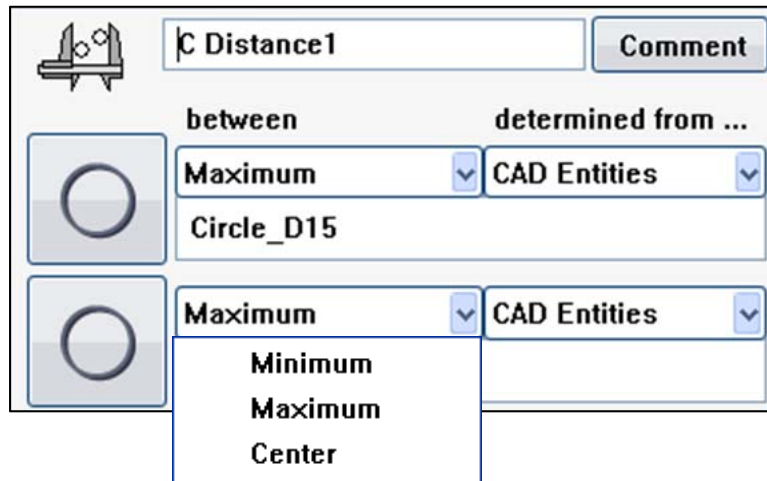 C Distance1 Comment
between determined from ...
Maximum CAD Entities
Circle_D15
Maximum CAD Entities
Minimum
Maximum
Center